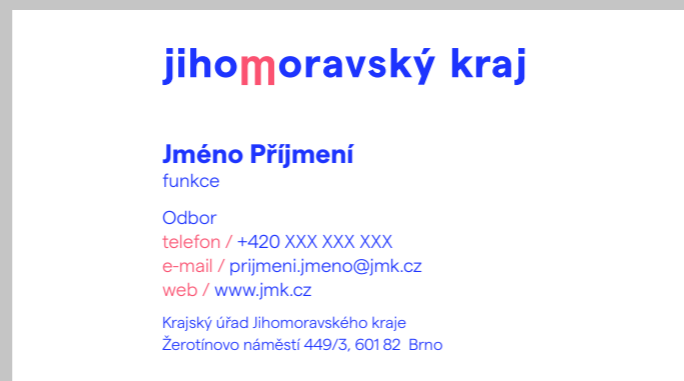 jihomoravský kraj
Jméno Příjmení
funkce
Odbor
telefon / +420 XXX XXX XXX
e-mail / prijmeni.jmeno@jmk.cz
web / www.jmk.cz
Krajský úřad Jihomoravského kraje
Žerotínovo náměstí 449/3, 601 82  Brno